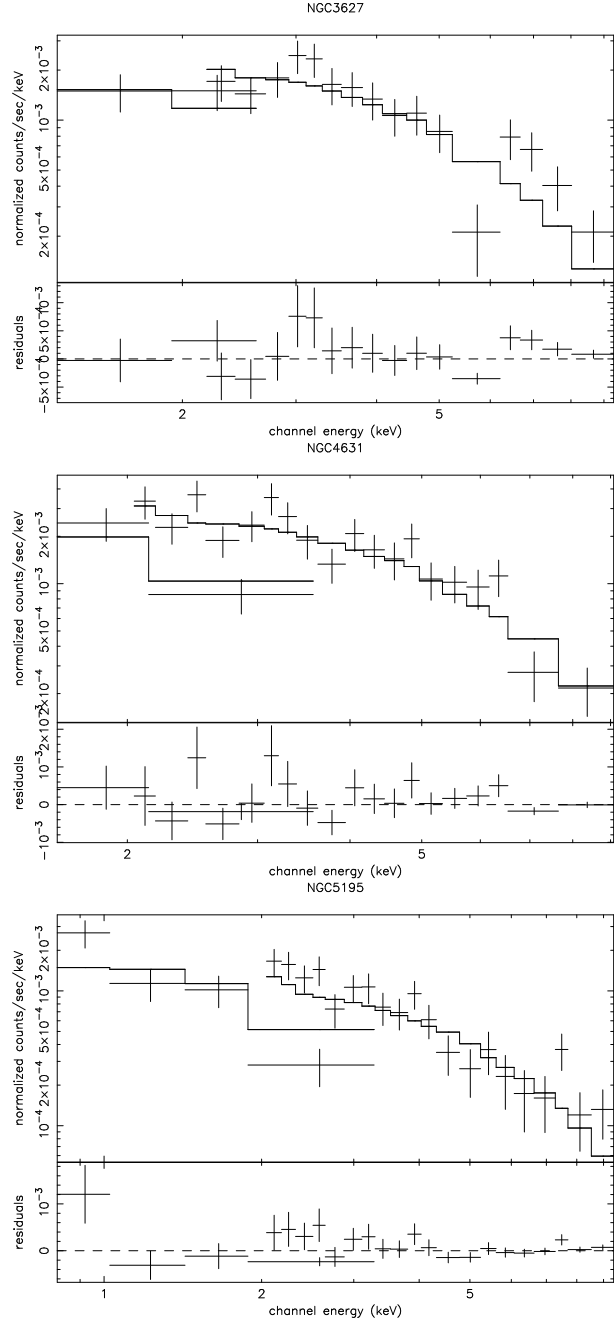 NGC3627
normalized counts/sec/keV
2×10⁻³
10⁻³
5×10⁻⁴
2×10⁻⁴
residuals
5×10⁻⁴
0
−5×10⁻⁴
2
5
channel energy (keV)
NGC4631
normalized counts/sec/keV
2×10⁻³
10⁻³
5×10⁻⁴
2×10⁻⁴
residuals
2×10⁻³
10⁻³
0
−10⁻³
2
5
channel energy (keV)
NGC5195
normalized counts/sec/keV
2×10⁻³
10⁻³
5×10⁻⁴
2×10⁻⁴
10⁻⁴
residuals
10⁻³
0
1
2
5
channel energy (keV)